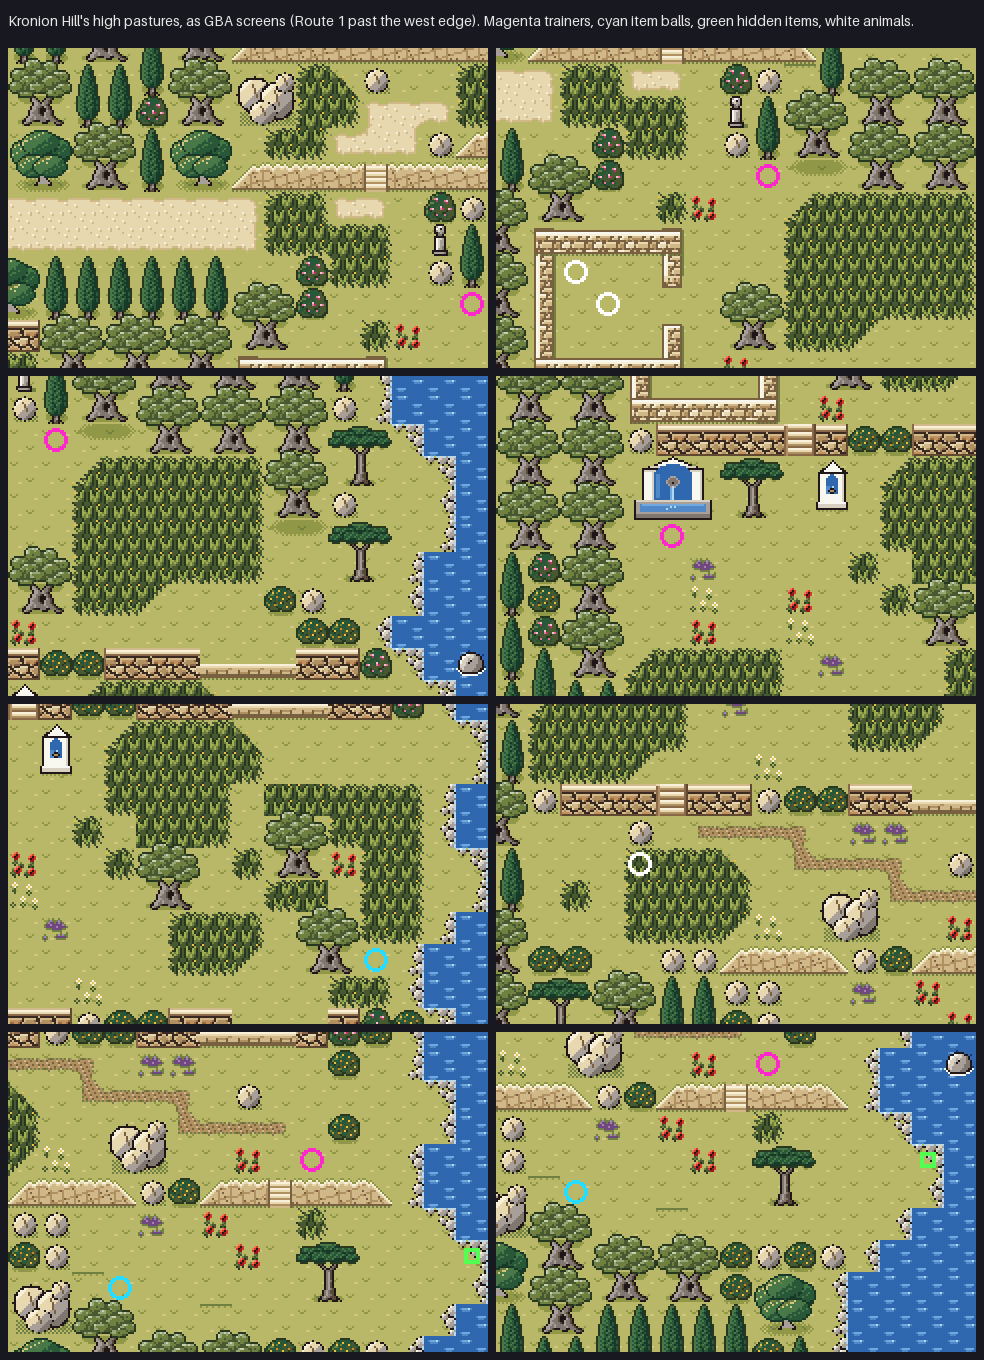 Kronion Hill's high pastures, as GBA screens (Route 1 past the west edge). Magenta trainers, cyan item balls, green hidden items, white animals.